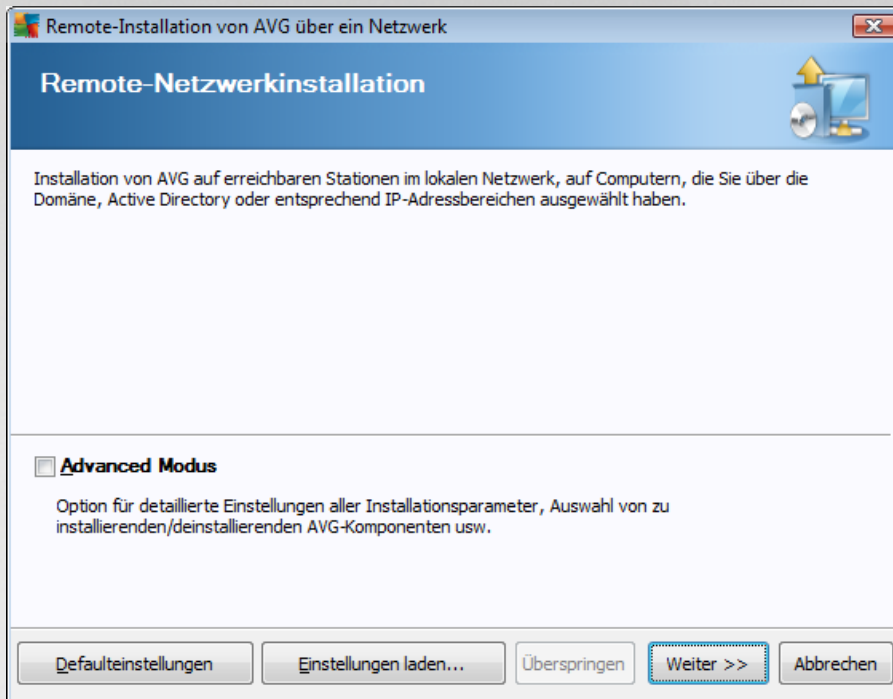 Remote-Installation von AVG über ein Netzwerk
Remote-Netzwerkinstallation
Installation von AVG auf erreichbaren Stationen im lokalen Netzwerk, auf Computern, die Sie über die
Domäne, Active Directory oder entsprechend IP-Adressbereichen ausgewählt haben.
Advanced Modus
Option für detaillierte Einstellungen aller Installationsparameter, Auswahl von zu
installierenden/deinstallierenden AVG-Komponenten usw.
Defaulteinstellungen
Einstellungen laden...
Überspringen
Weiter >>
Abbrechen